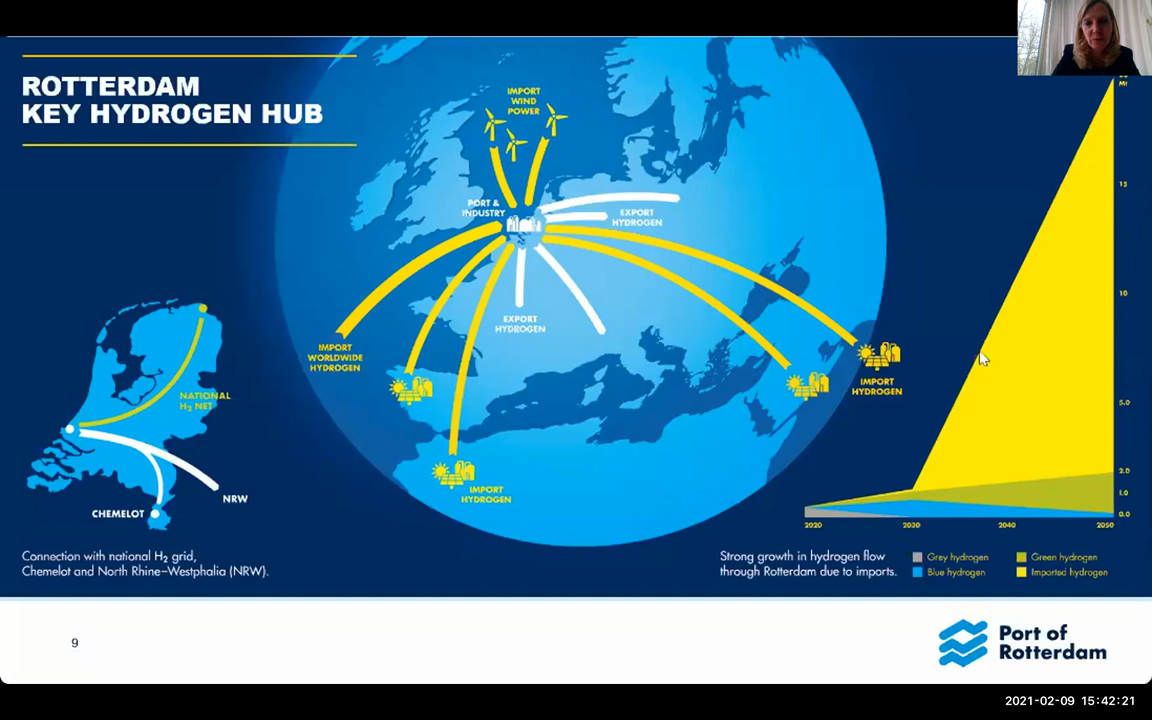 ROTTERDAM
KEY HYDROGEN HUB
IMPORT
WIND
POWER
PORT &
INDUSTRY
EXPORT
HYDROGEN
EXPORT
HYDROGEN
IMPORT
WORLDWIDE
HYDROGEN
IMPORT
HYDROGEN
IMPORT
HYDROGEN
NATIONAL
H₂ NET
NRW
CHEMELOT
Connection with national H₂ grid,
Chemelot and North Rhine–Westphalia (NRW).
Mt
15
10
5.0
2.0
1.0
0.0
2020 2030 2040 2050
Strong growth in hydrogen flow
through Rotterdam due to imports.
Grey hydrogen Green hydrogen
Blue hydrogen Imported hydrogen
9
Port of
Rotterdam
2021-02-09 15:42:21